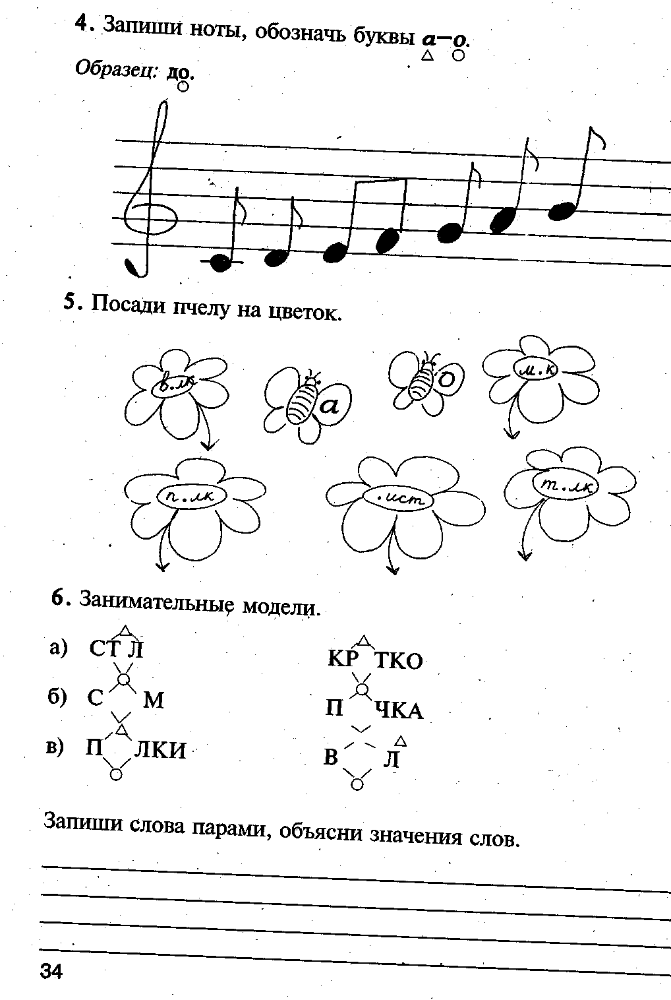 4. Запиши ноты, обозначь буквы а—о.
Образец: до.
5. Посади пчелу на цветок.
в.лк
а
о
м.к
п.лк
.ист
т.лк
6. Занимательные модели.
а) СТ Л КР ТКО
б) С М П ЧКА
в) П ЛКИ В Л
Запиши слова парами, объясни значения слов.
34